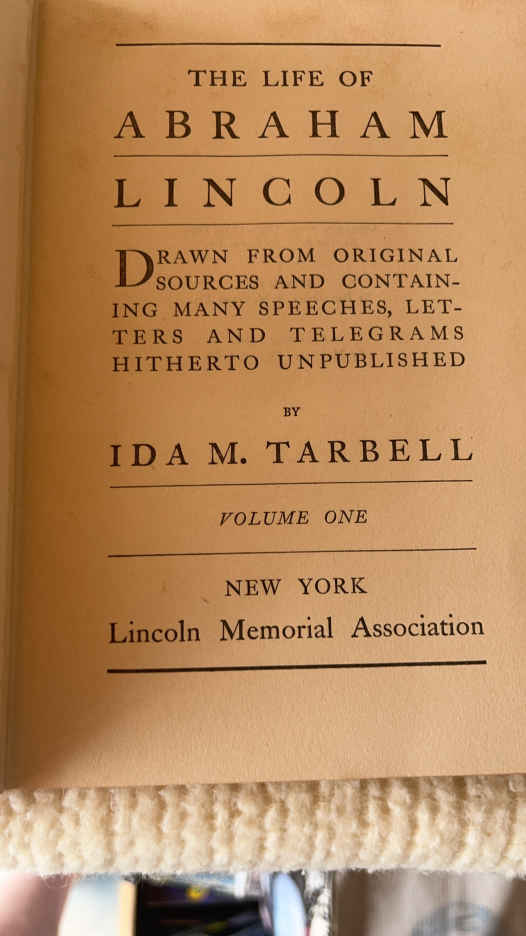 THE LIFE OF
ABRAHAM
LINCOLN
DRAWN FROM ORIGINAL
SOURCES AND CONTAIN-
ING MANY SPEECHES, LET-
TERS AND TELEGRAMS
HITHERTO UNPUBLISHED
BY
IDA M. TARBELL
VOLUME ONE
NEW YORK
Lincoln Memorial Association